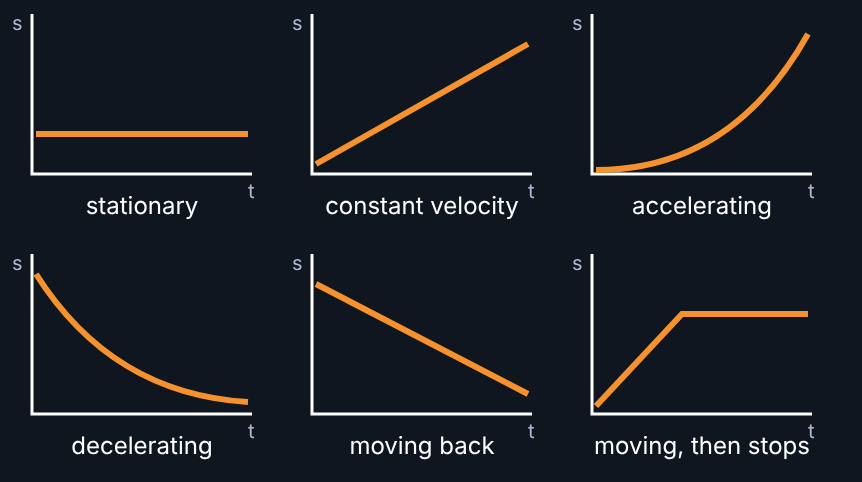 s
s
s
t
t
t
stationary
constant velocity
accelerating
s
s
s
t
t
t
decelerating
moving back
moving, then stops